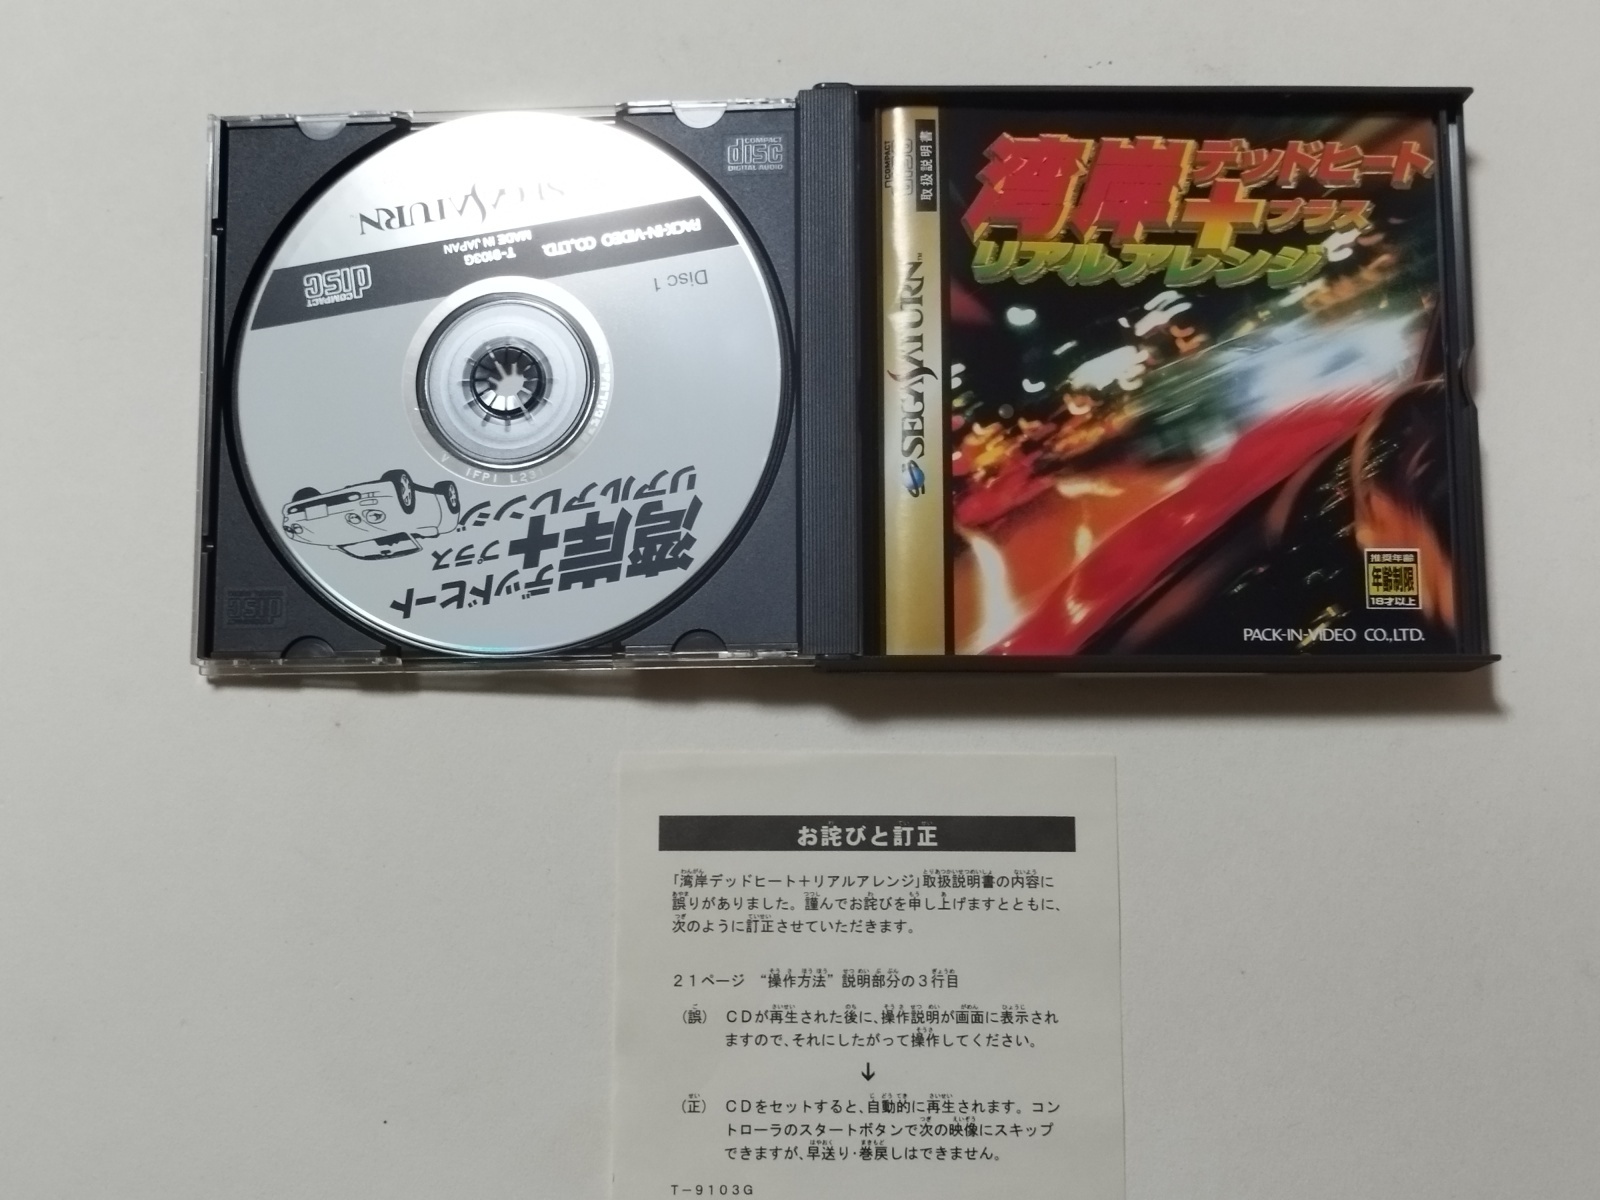 COMPACT
disc
DIGITAL AUDIO
SEGA SATURN™
PACK-IN-VIDEO CO.,LTD.
T-9103G
MADE IN JAPAN
COMPACT
disc
Disc 1
IFPI
湾岸デッドヒート
+プラス
リアルアレンジ
COMPACT
disc
取扱説明書
SEGA SATURN™
湾岸デッドヒート
+プラス
リアルアレンジ
推奨年齢
年齢制限
18才以上
PACK-IN-VIDEO CO.,LTD.
お詫びと訂正
「湾岸デッドヒート+リアルアレンジ」取扱説明書の内容に
誤りがありました。謹んでお詫びを申し上げますとともに、
次のように訂正させていただきます。
21ページ “操作方法”説明部分の3行目
(誤) CDが再生された後に、操作説明が画面に表示され
ますので、それにしたがって操作してください。
↓
(正) CDをセットすると、自動的に再生されます。コン
トローラのスタートボタンで次の映像にスキップ
できますが、早送り・巻戻しはできません。
T-9103G